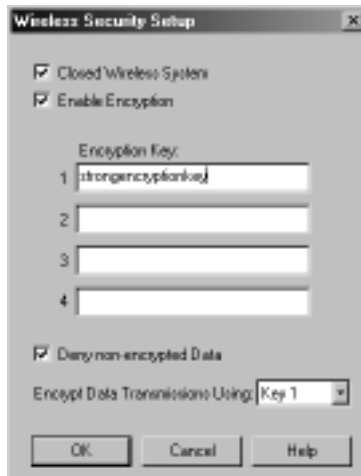 Wireless Security Setup
Closed Wireless System
Enable Encryption
Encryption Key:
1 strongencryptionkey
2
3
4
Deny non-encrypted Data
Encrypt Data Transmissions Using: Key 1
OK Cancel Help